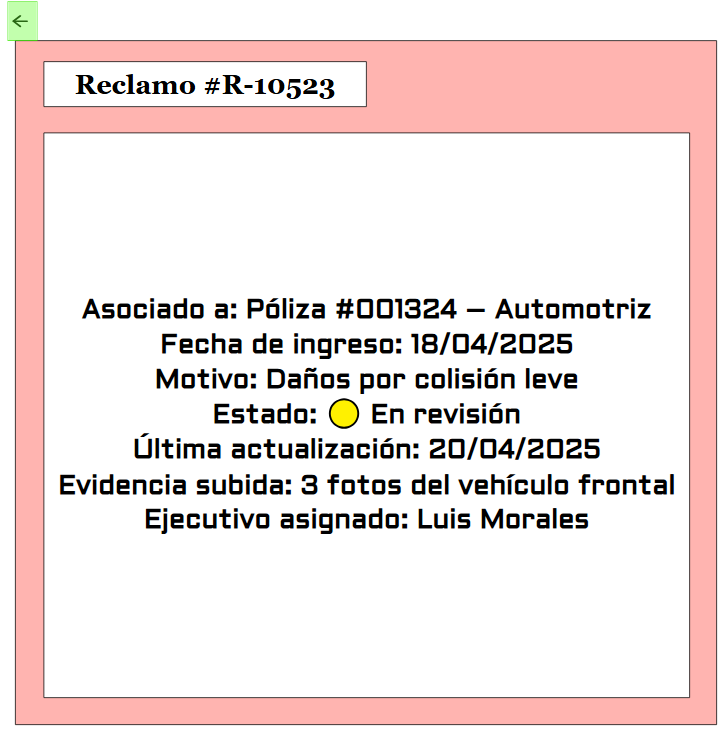 Reclamo #R-10523
Asociado a: Póliza #001324 – Automotriz
Fecha de ingreso: 18/04/2025
Motivo: Daños por colisión leve
Estado: 🟡 En revisión
Última actualización: 20/04/2025
Evidencia subida: 3 fotos del vehículo frontal
Ejecutivo asignado: Luis Morales